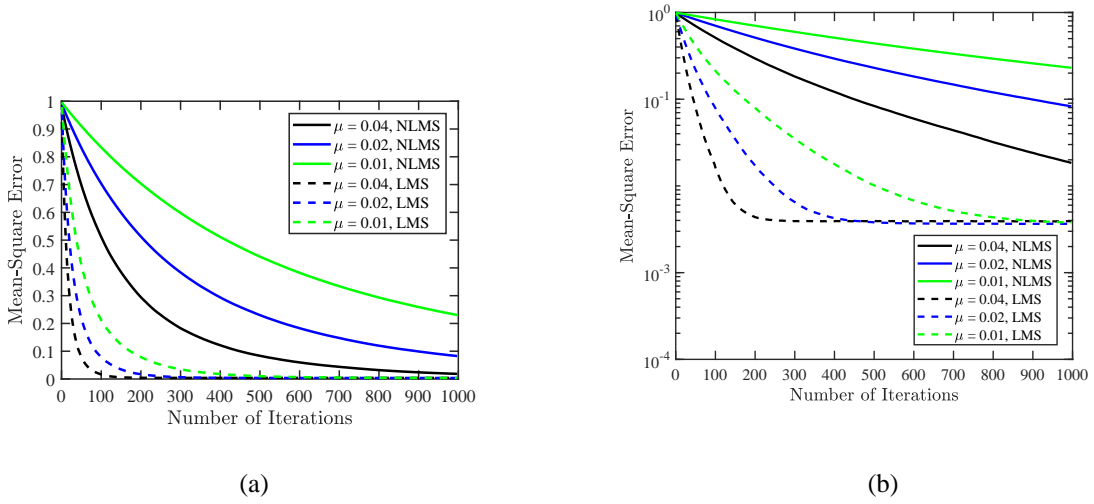 1
0.9
0.8
0.7
0.6
0.5
0.4
0.3
0.2
0.1
0
Mean-Square Error
0 100 200 300 400 500 600 700 800 900 1000
Number of Iterations
μ = 0.04, NLMS
μ = 0.02, NLMS
μ = 0.01, NLMS
μ = 0.04, LMS
μ = 0.02, LMS
μ = 0.01, LMS
(a)
10^0
10^-1
10^-2
10^-3
10^-4
Mean-Square Error
0 100 200 300 400 500 600 700 800 900 1000
Number of Iterations
μ = 0.04, NLMS
μ = 0.02, NLMS
μ = 0.01, NLMS
μ = 0.04, LMS
μ = 0.02, LMS
μ = 0.01, LMS
(b)